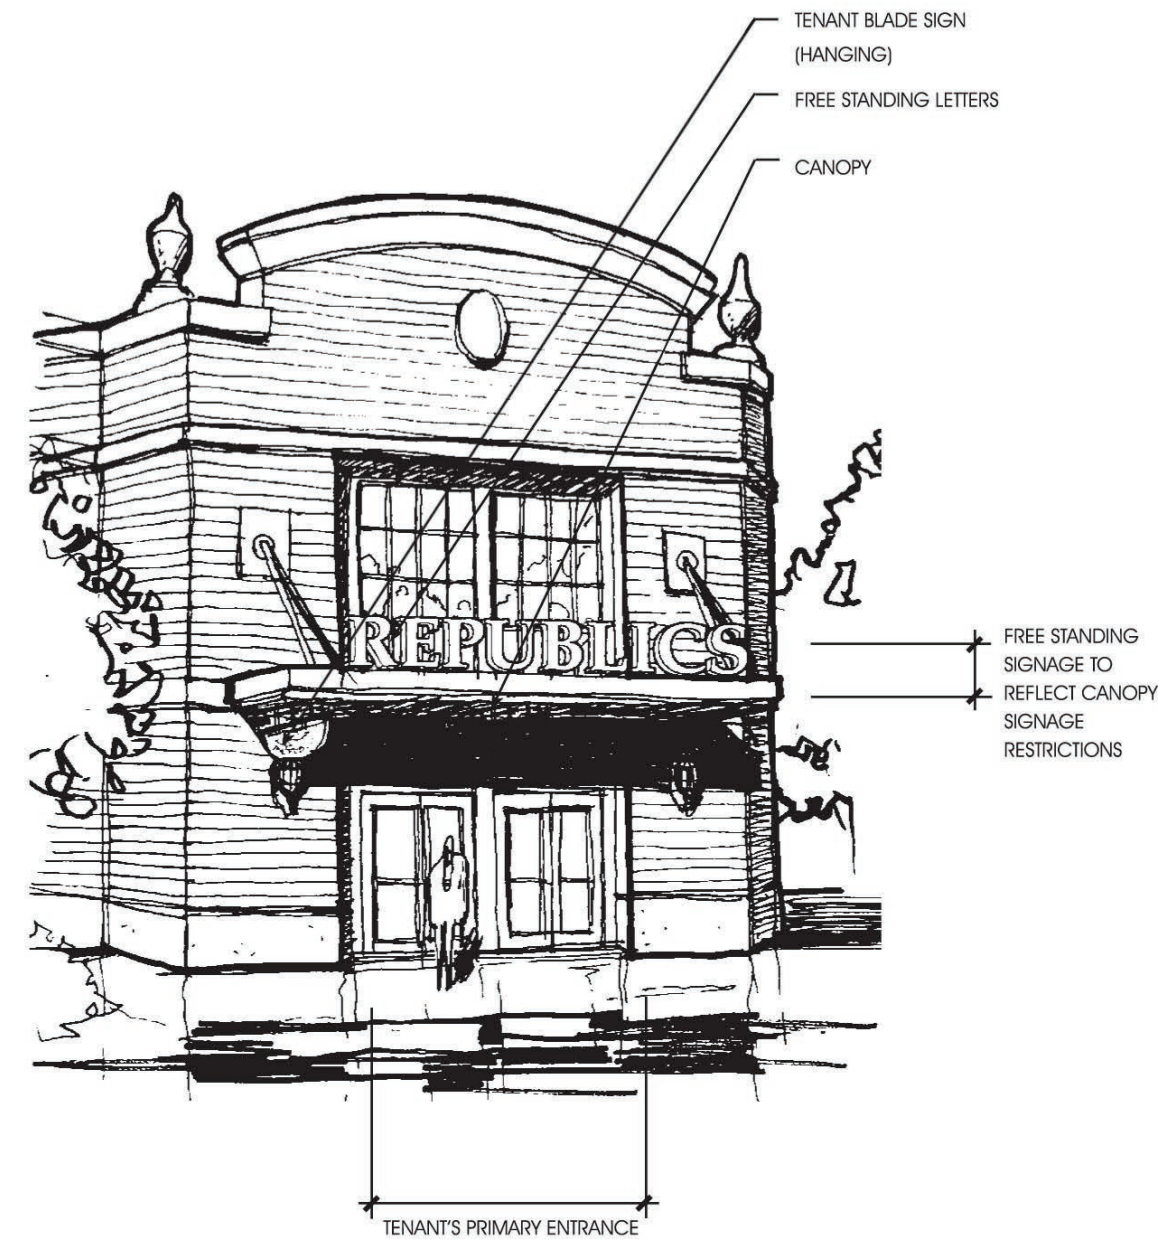 TENANT BLADE SIGN
(HANGING)
FREE STANDING LETTERS
CANOPY
REPUBLICS
FREE STANDING
SIGNAGE TO
REFLECT CANOPY
SIGNAGE
RESTRICTIONS
TENANT'S PRIMARY ENTRANCE